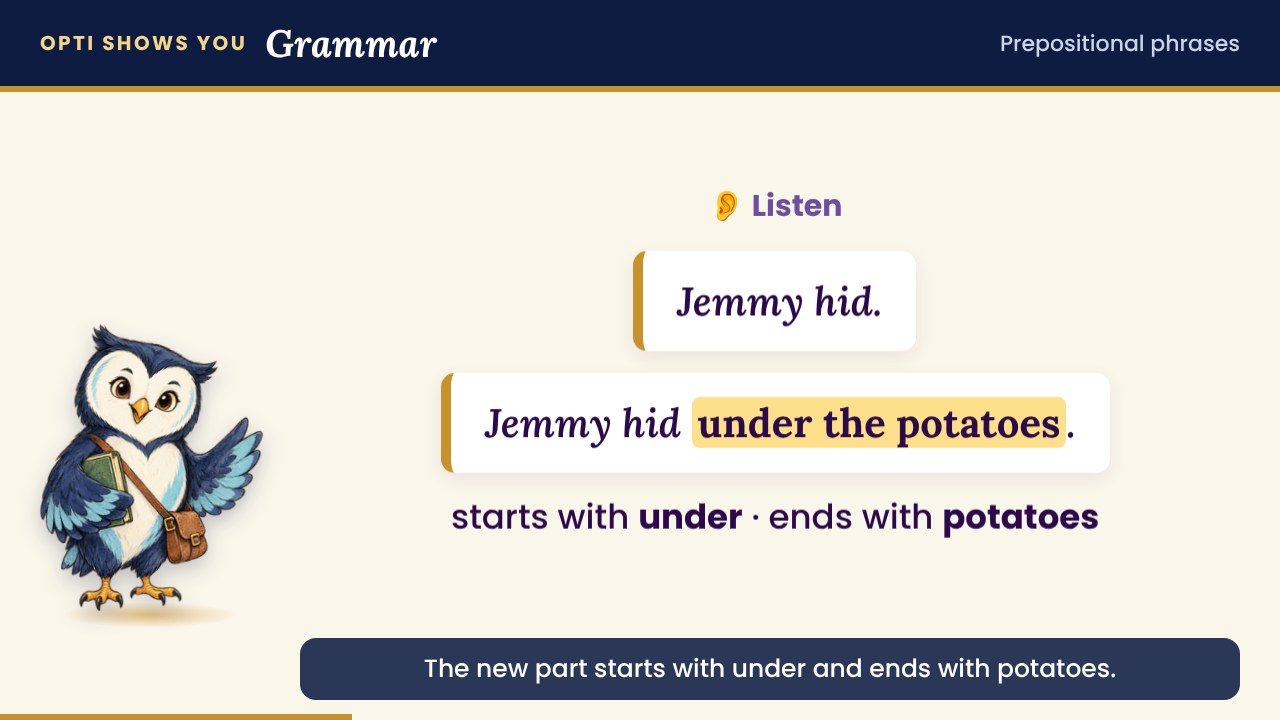 OPTI SHOWS YOU Grammar
Prepositional phrases
Listen
Jemmy hid.
Jemmy hid under the potatoes.
starts with under · ends with potatoes
The new part starts with under and ends with potatoes.